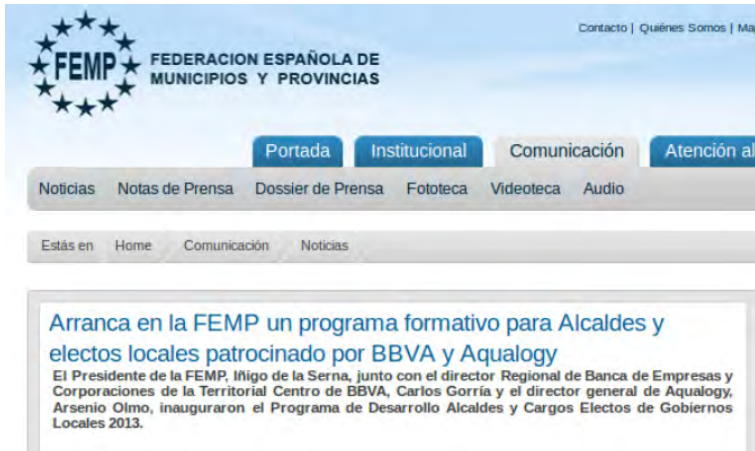 Contacto | Quiénes Somos |
FEMP
FEDERACION ESPAÑOLA DE
MUNICIPIOS Y PROVINCIAS
Portada Institucional Comunicación Atención al
Noticias Notas de Prensa Dossier de Prensa Fototeca Videoteca Audio
Estás en Home Comunicación Noticias
Arranca en la FEMP un programa formativo para Alcaldes y
electos locales patrocinado por BBVA y Aqualogy
El Presidente de la FEMP, Iñigo de la Serna, junto con el director Regional de Banca de Empresas y
Corporaciones de la Territorial Centro de BBVA, Carlos Gorría y el director general de Aqualogy,
Arsenio Olmo, inauguraron el Programa de Desarrollo Alcaldes y Cargos Electos de Gobiernos
Locales 2013.